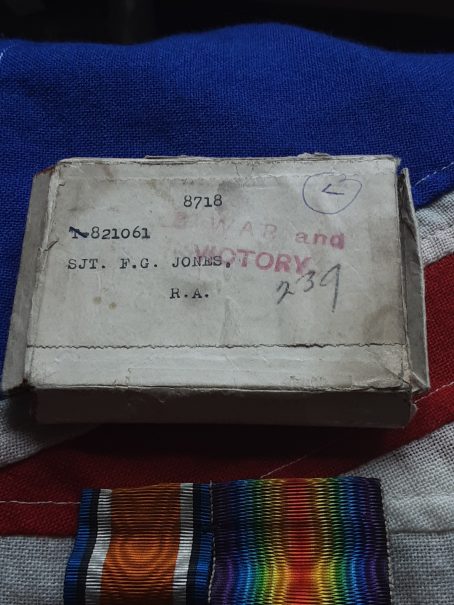 8718
T-821061
SJT. F.G. JONES.
R.A.
B. WAR and
VICTORY
239